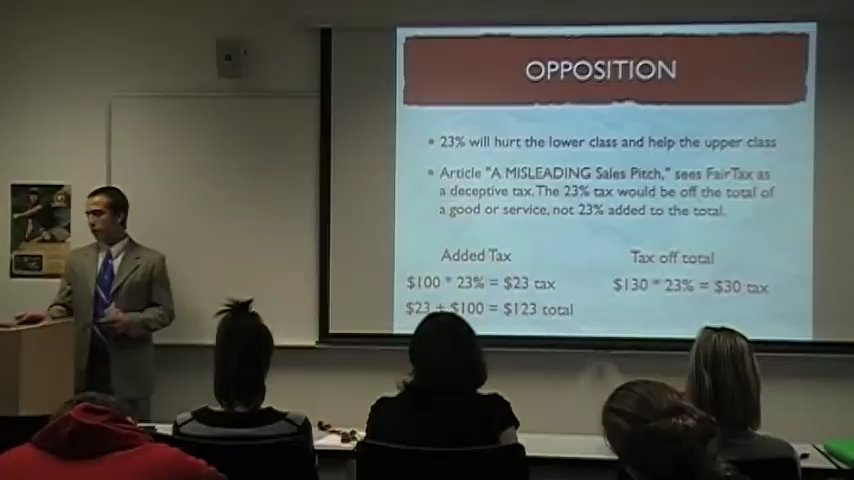 OPPOSITION
• 23% will hurt the lower class and help the upper class
• Article "A MISLEADING Sales Pitch," sees FairTax as
a deceptive tax. The 23% tax would be off the total of
a good or service, not 23% added to the total.
Added Tax
$100 * 23% = $23 tax
$23 + $100 = $123 total
Tax off total
$130 * 23% = $30 tax